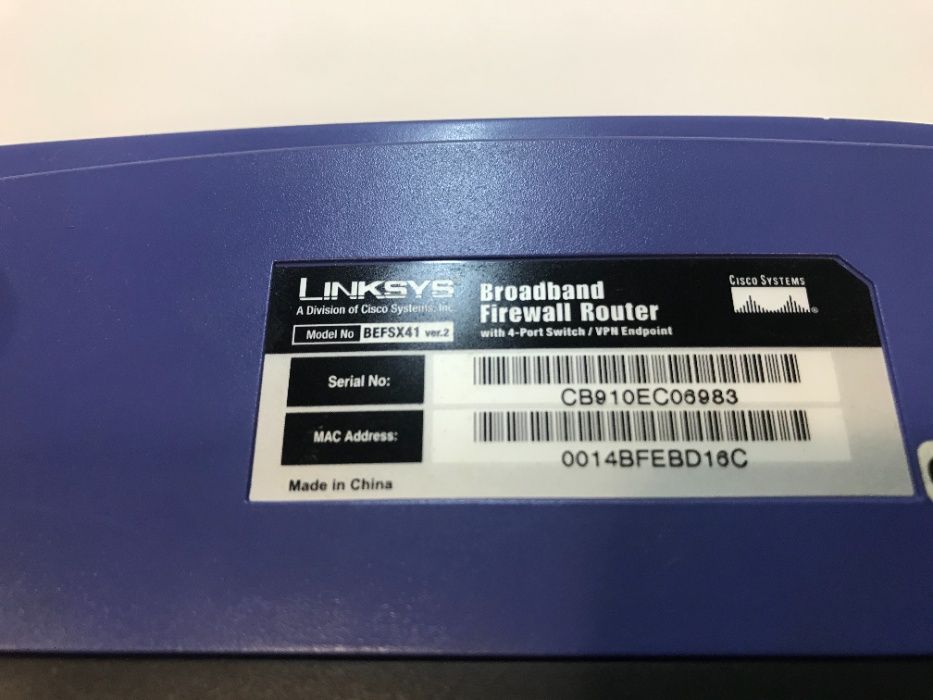 LINKSYS
A Division of Cisco Systems, Inc.
Model No BEFSX41 ver.2
Broadband
Firewall Router
with 4-Port Switch / VPN Endpoint
CISCO SYSTEMS
®
Serial No:
CB910EC06983
MAC Address:
0014BFEBD16C
Made in China